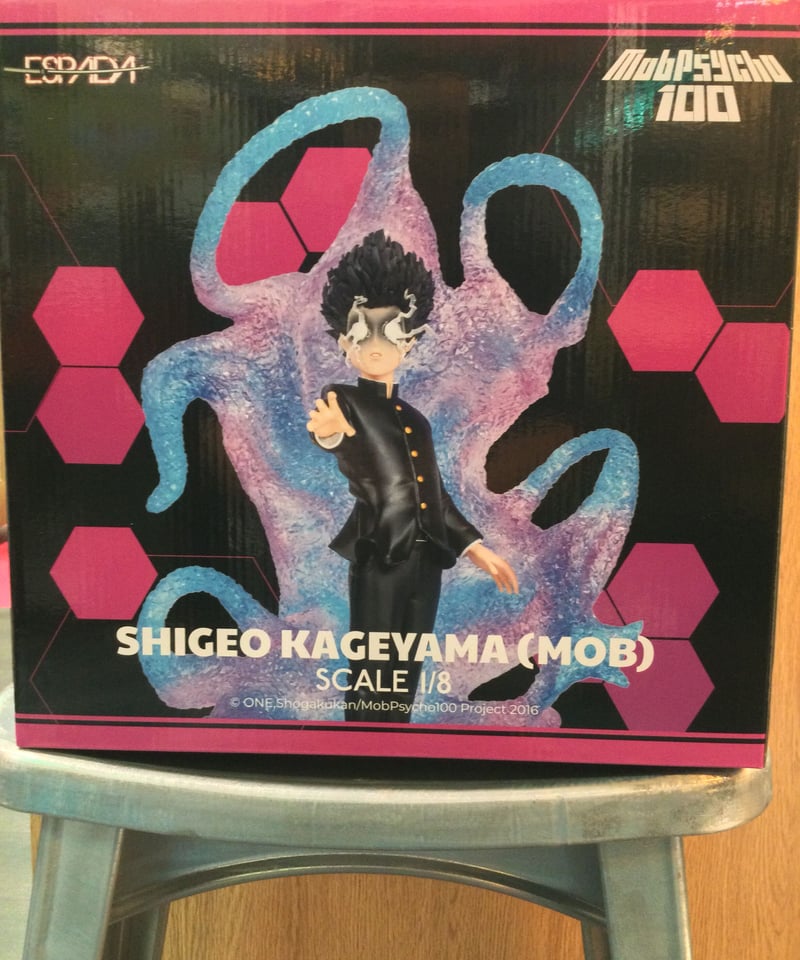 ESPADA
MobPsycho
100
SHIGEO KAGEYAMA (MOB)
SCALE 1/8
© ONE,Shogakukan/MobPsycho100 Project 2016